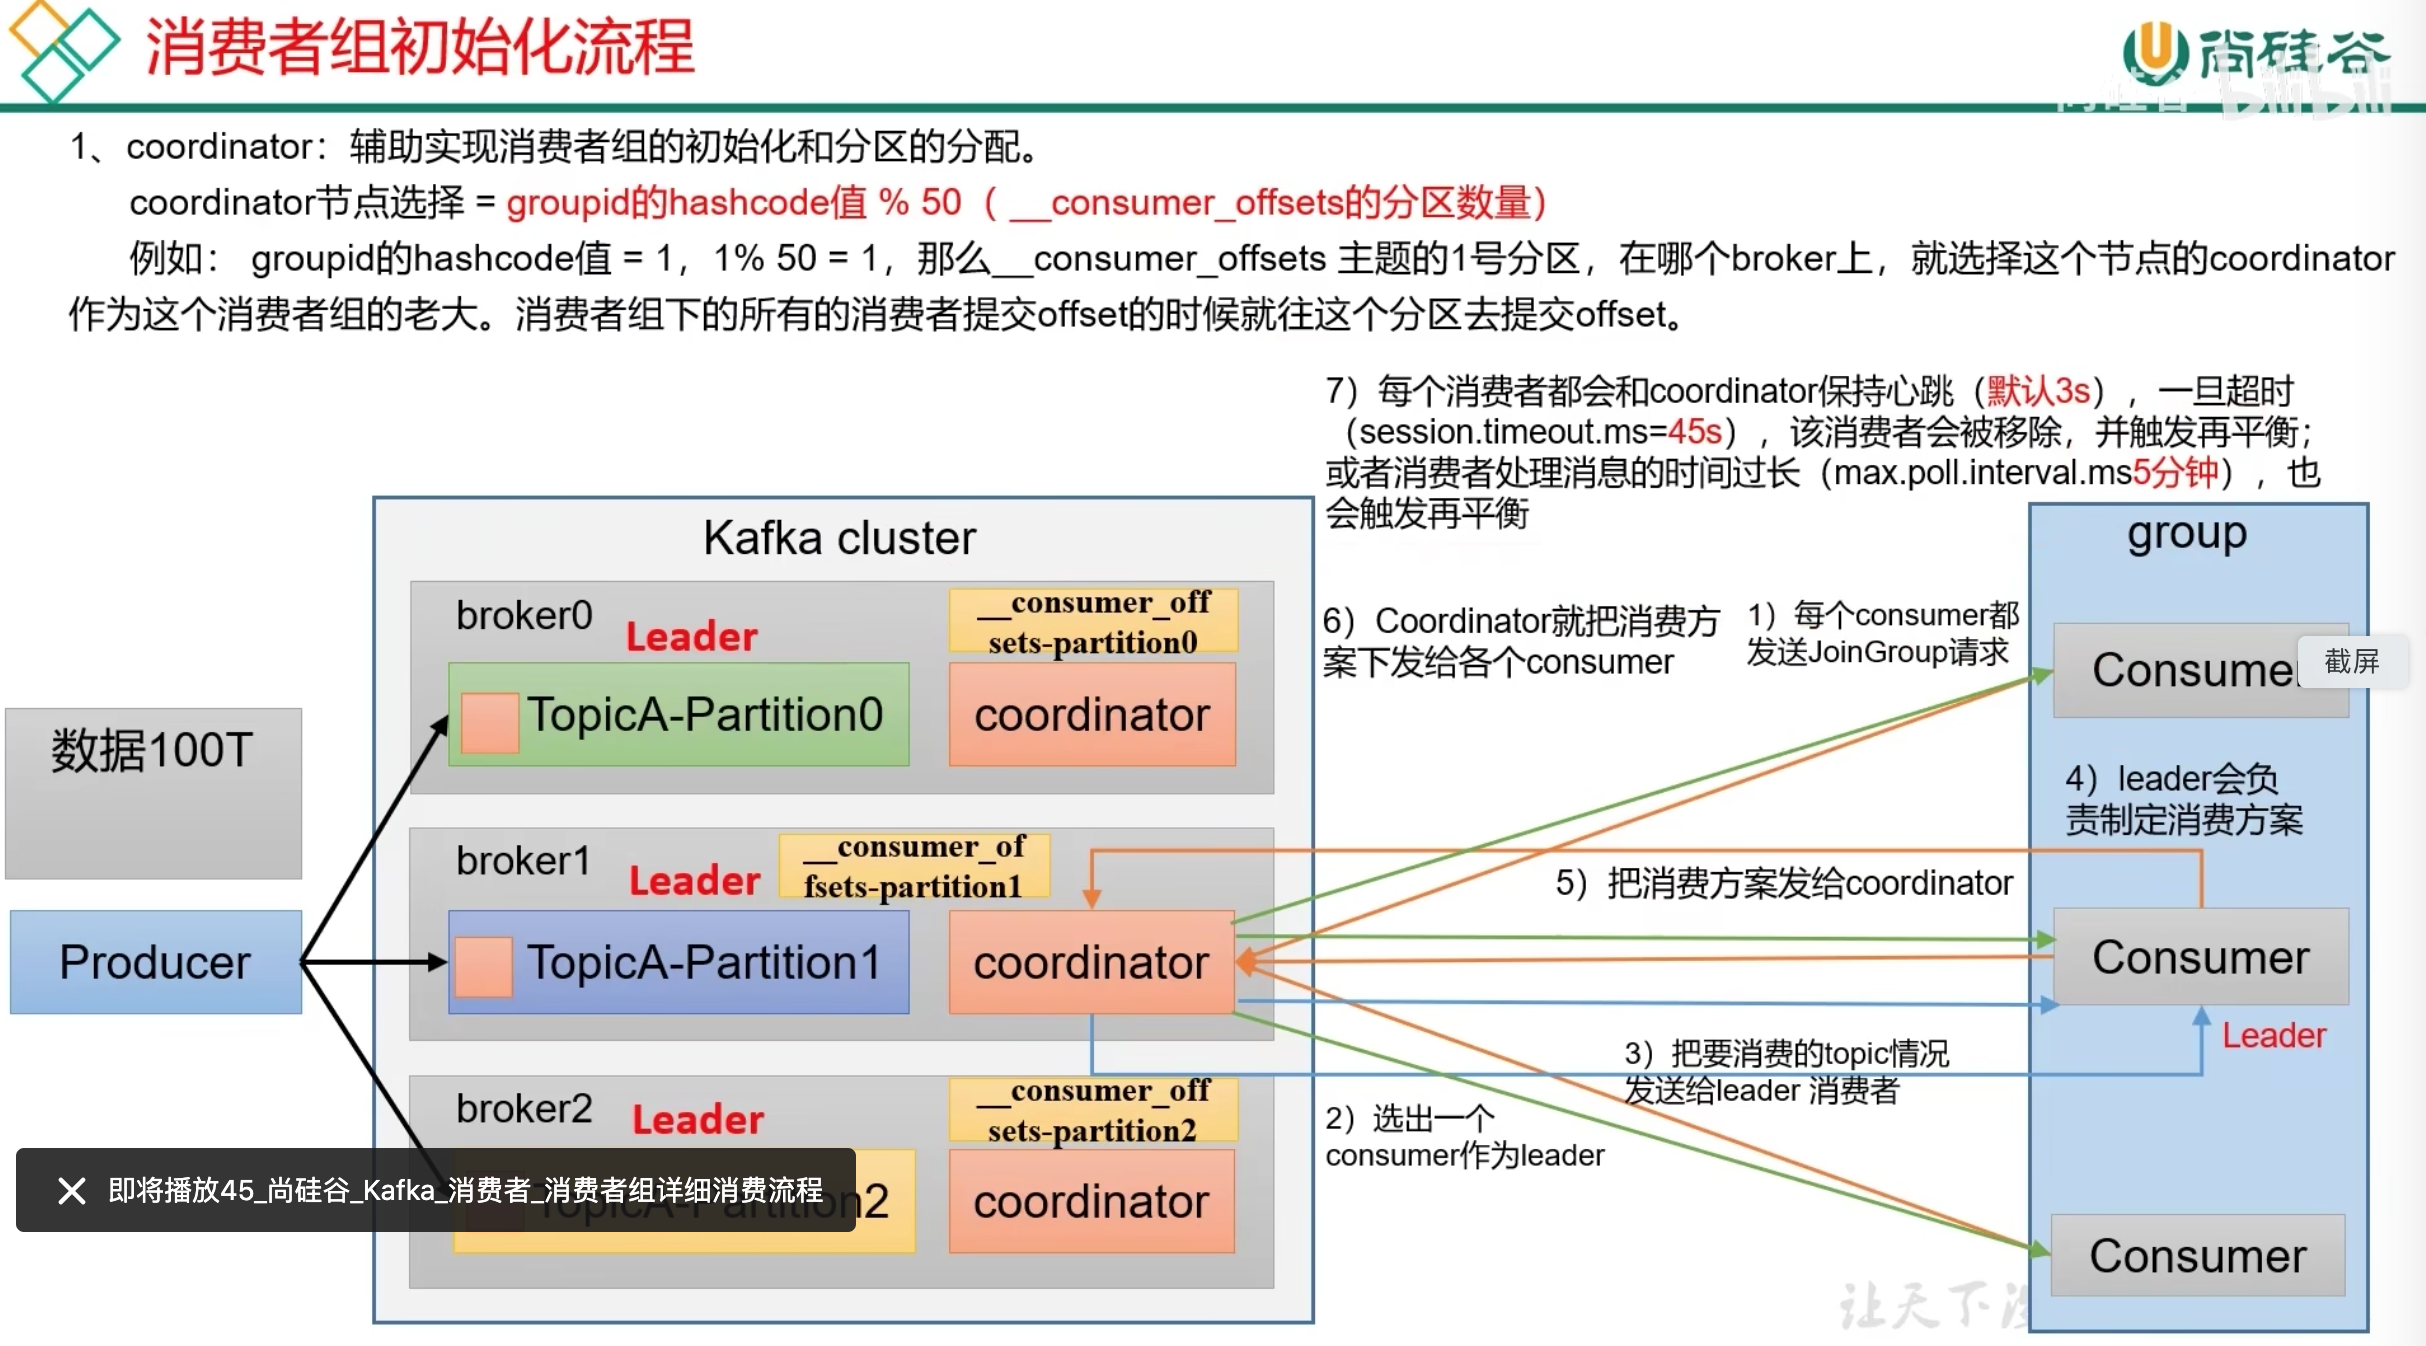 消费者组初始化流程
尚硅谷
尚硅谷 bilibili
1、coordinator：辅助实现消费者组的初始化和分区的分配。
coordinator节点选择 = groupid的hashcode值 % 50（ __consumer_offsets的分区数量）
例如： groupid的hashcode值 = 1，1% 50 = 1，那么__consumer_offsets 主题的1号分区，在哪个broker上，就选择这个节点的coordinator
作为这个消费者组的老大。消费者组下的所有的消费者提交offset的时候就往这个分区去提交offset。
7）每个消费者都会和coordinator保持心跳（默认3s），一旦超时
（session.timeout.ms=45s），该消费者会被移除，并触发再平衡；
或者消费者处理消息的时间过长（max.poll.interval.ms5分钟），也
会触发再平衡
数据100T
Producer
Kafka cluster
broker0
Leader
__consumer_off
sets-partition0
TopicA-Partition0
coordinator
broker1
Leader
__consumer_of
fsets-partition1
TopicA-Partition1
coordinator
broker2
Leader
__consumer_off
sets-partition2
TopicA-Partition2
coordinator
即将播放45_尚硅谷_Kafka_消费者_消费者组详细消费流程
6）Coordinator就把消费方
案下发给各个consumer
1）每个consumer都
发送JoinGroup请求
5）把消费方案发给coordinator
3）把要消费的topic情况
发送给leader 消费者
2）选出一个
consumer作为leader
group
Consume
截屏
4）leader会负
责制定消费方案
Consumer
Leader
Consumer
让天下